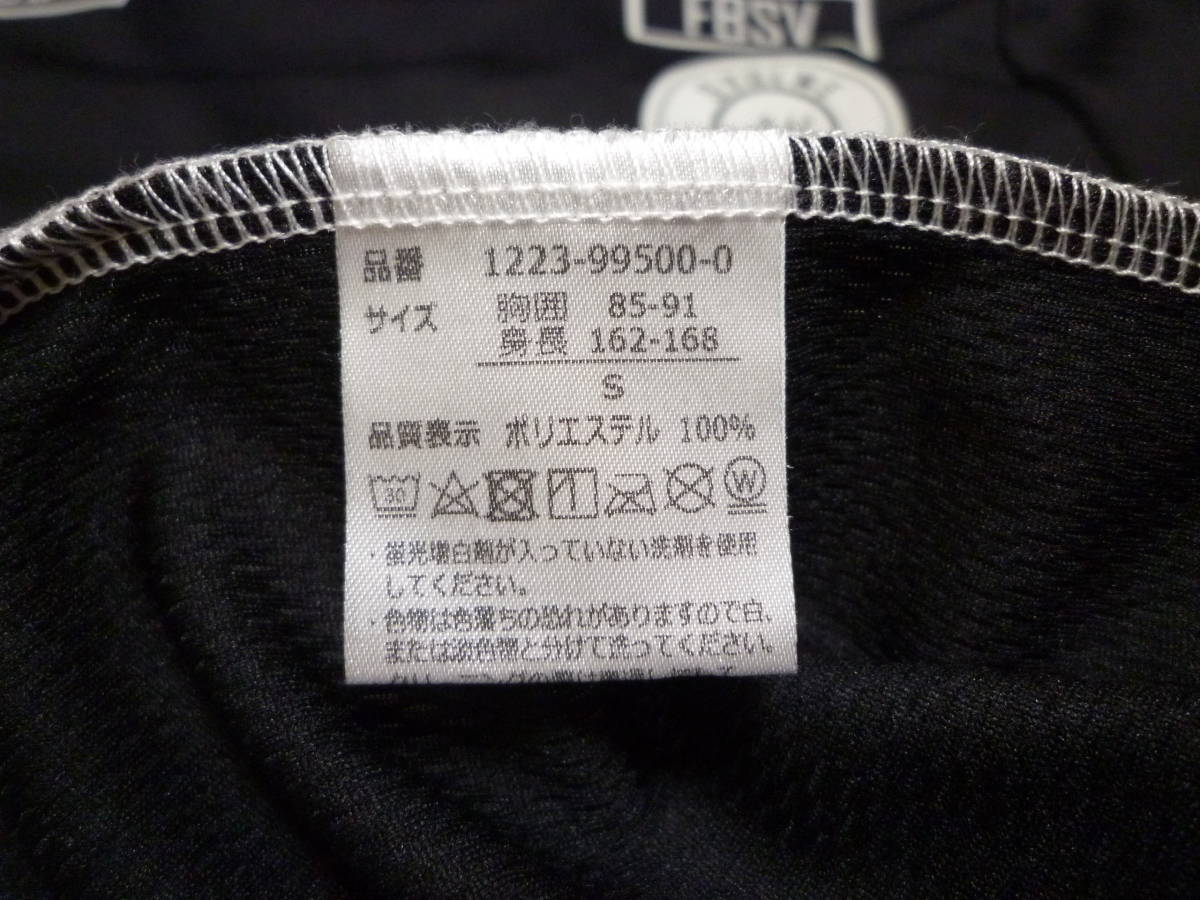 FBSV
品番 1223-99500-0
サイズ 胸囲 85-91
身長 162-168
S
品質表示 ポリエステル 100%
30
W
・蛍光増白剤が入っていない洗剤を使用
してください。
・色物は色落ちの恐れがありますので白、
または淡色物と分けて洗ってください。